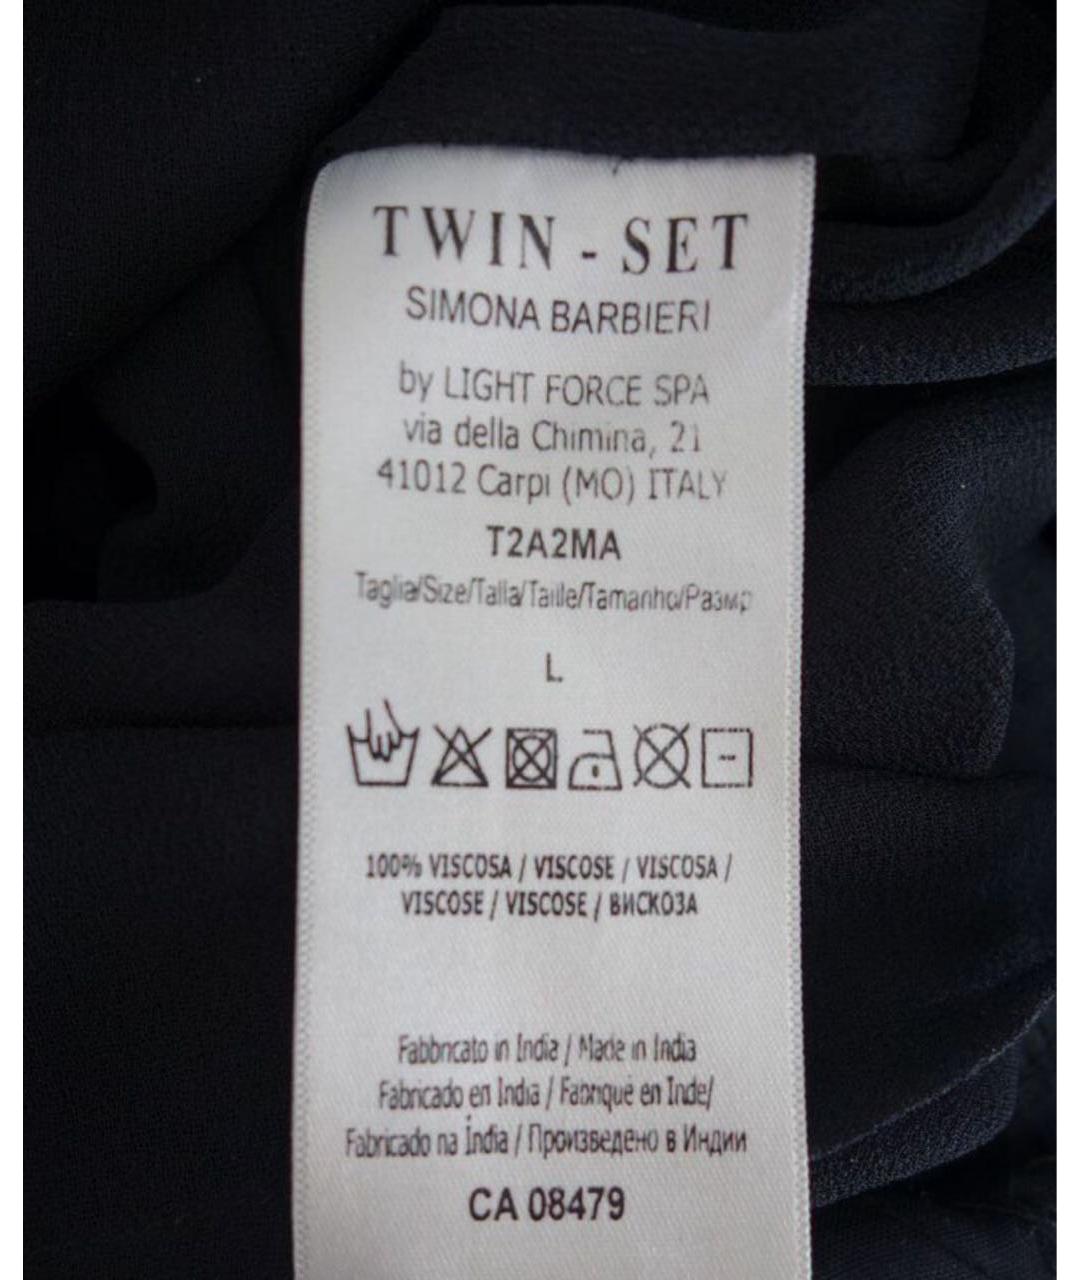 TWIN - SET
SIMONA BARBIERI
by LIGHT FORCE SPA
via della Chimina, 21
41012 Carpi (MO) ITALY
T2A2MA
Taglia/Size/Talla/Taille/Tamanho/Размр
L
100% VISCOSA / VISCOSE / VISCOSA /
VISCOSE / VISCOSE / ВИСКОЗА
Fabbricato in India / Made in India
Fabricado en India / Fabriqué en Inde/
Fabricado na Índia / Произведено в Индии
CA 08479